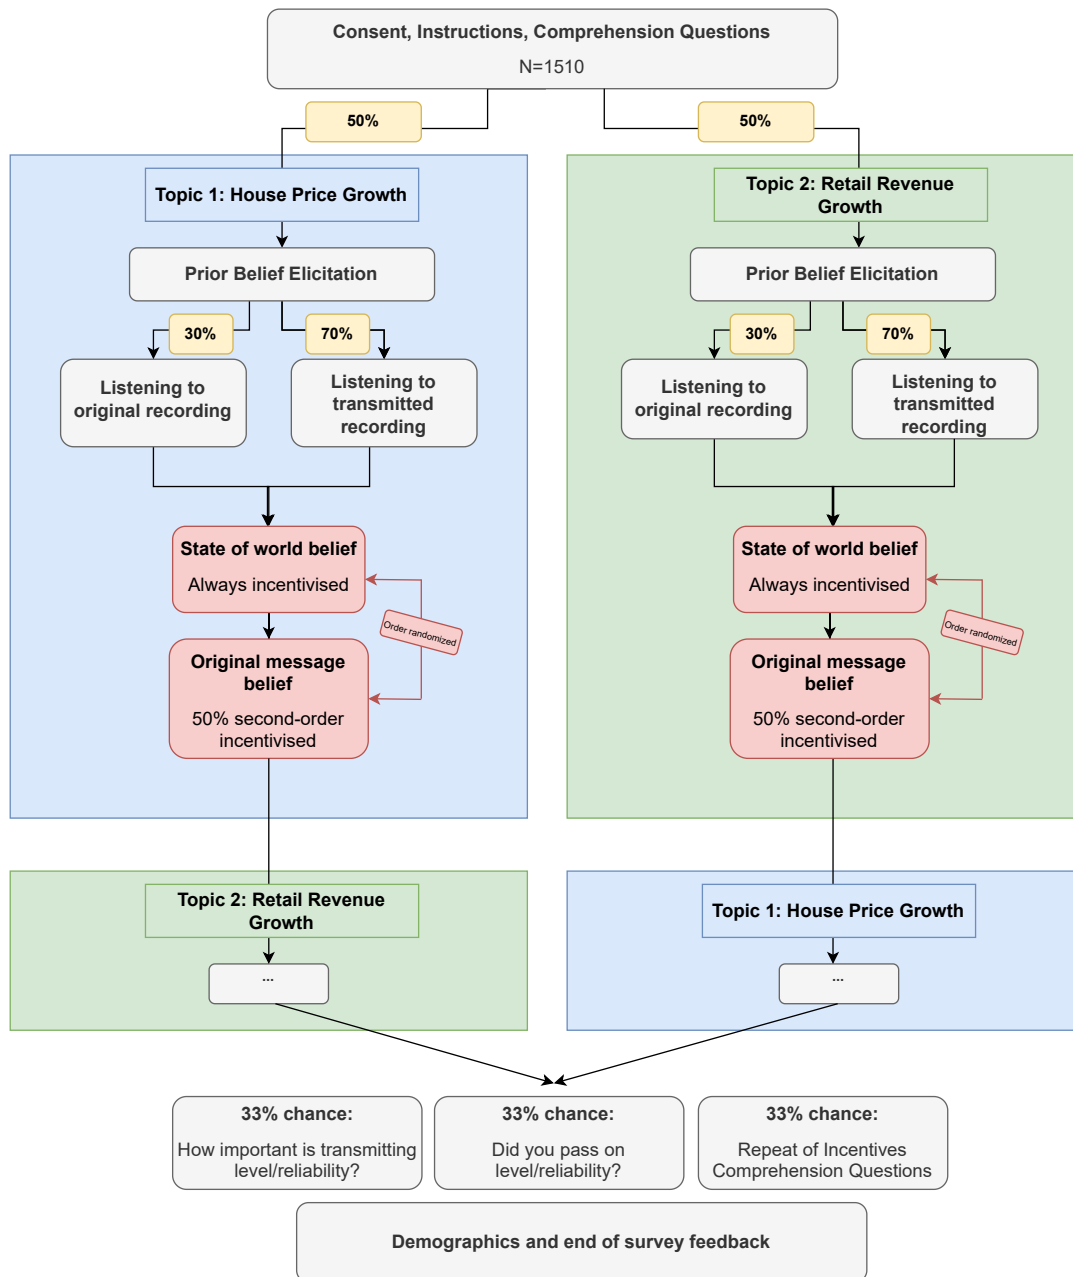 Consent, Instructions, Comprehension Questions
N=1510
50%
50%
Topic 1: House Price Growth
Prior Belief Elicitation
30%
70%
Listening to
original recording
Listening to
transmitted
recording
State of world belief
Always incentivised
Order randomized
Original message
belief
50% second-order
incentivised
Topic 2: Retail Revenue
Growth
Prior Belief Elicitation
30%
70%
Listening to
original recording
Listening to
transmitted
recording
State of world belief
Always incentivised
Order randomized
Original message
belief
50% second-order
incentivised
Topic 2: Retail Revenue
Growth
...
Topic 1: House Price Growth
...
33% chance:
How important is transmitting
level/reliability?
33% chance:
Did you pass on
level/reliability?
33% chance:
Repeat of Incentives
Comprehension Questions
Demographics and end of survey feedback